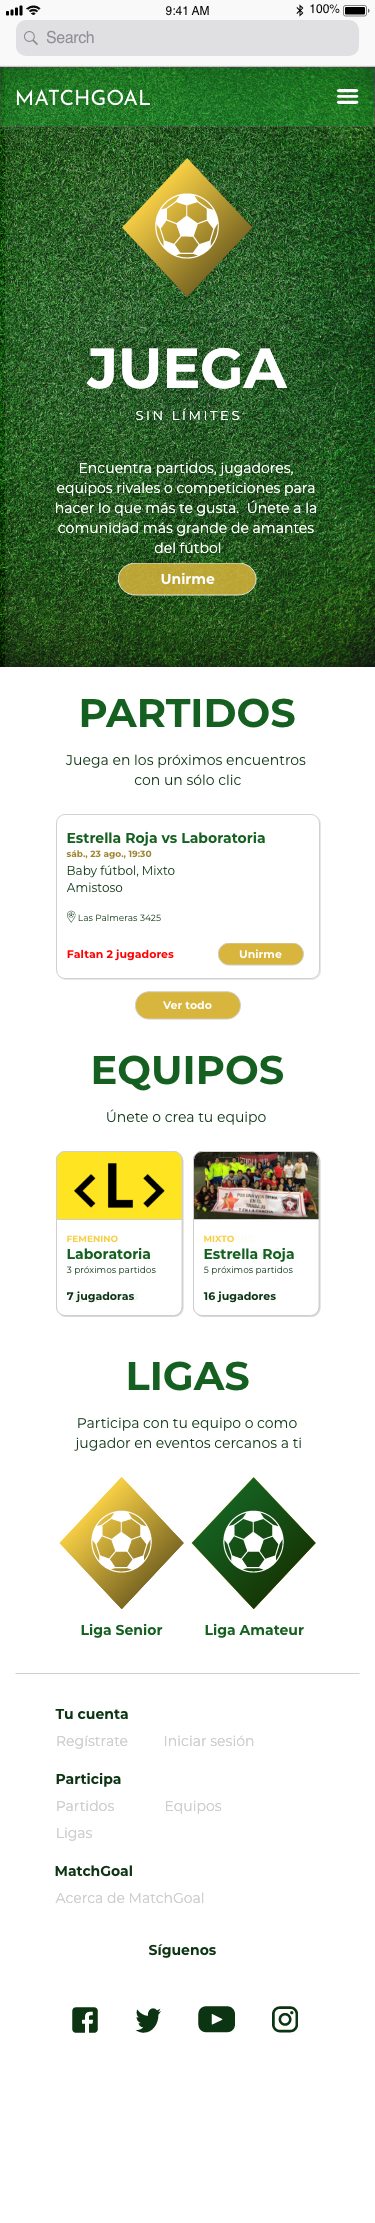 9:41 AM
100%
Search
MATCHGOAL
JUEGA
SIN LÍMITES
Encuentra partidos, jugadores,
equipos rivales o competiciones para
hacer lo que más te gusta. Únete a la
comunidad más grande de amantes
del fútbol
Unirme
PARTIDOS
Juega en los próximos encuentros
con un sólo clic
Estrella Roja vs Laboratoria
sáb., 23 ago., 19:30
Baby fútbol, Mixto
Amistoso
Las Palmeras 3425
Faltan 2 jugadores
Unirme
Ver todo
EQUIPOS
Únete o crea tu equipo
<L>
FEMENINO
Laboratoria
3 próximos partidos
7 jugadoras
MIXTO
Estrella Roja
5 próximos partidos
16 jugadores
LIGAS
Participa con tu equipo o como
jugador en eventos cercanos a ti
Liga Senior
Liga Amateur
Tu cuenta
Regístrate
Iniciar sesión
Participa
Partidos
Equipos
Ligas
MatchGoal
Acerca de MatchGoal
Síguenos